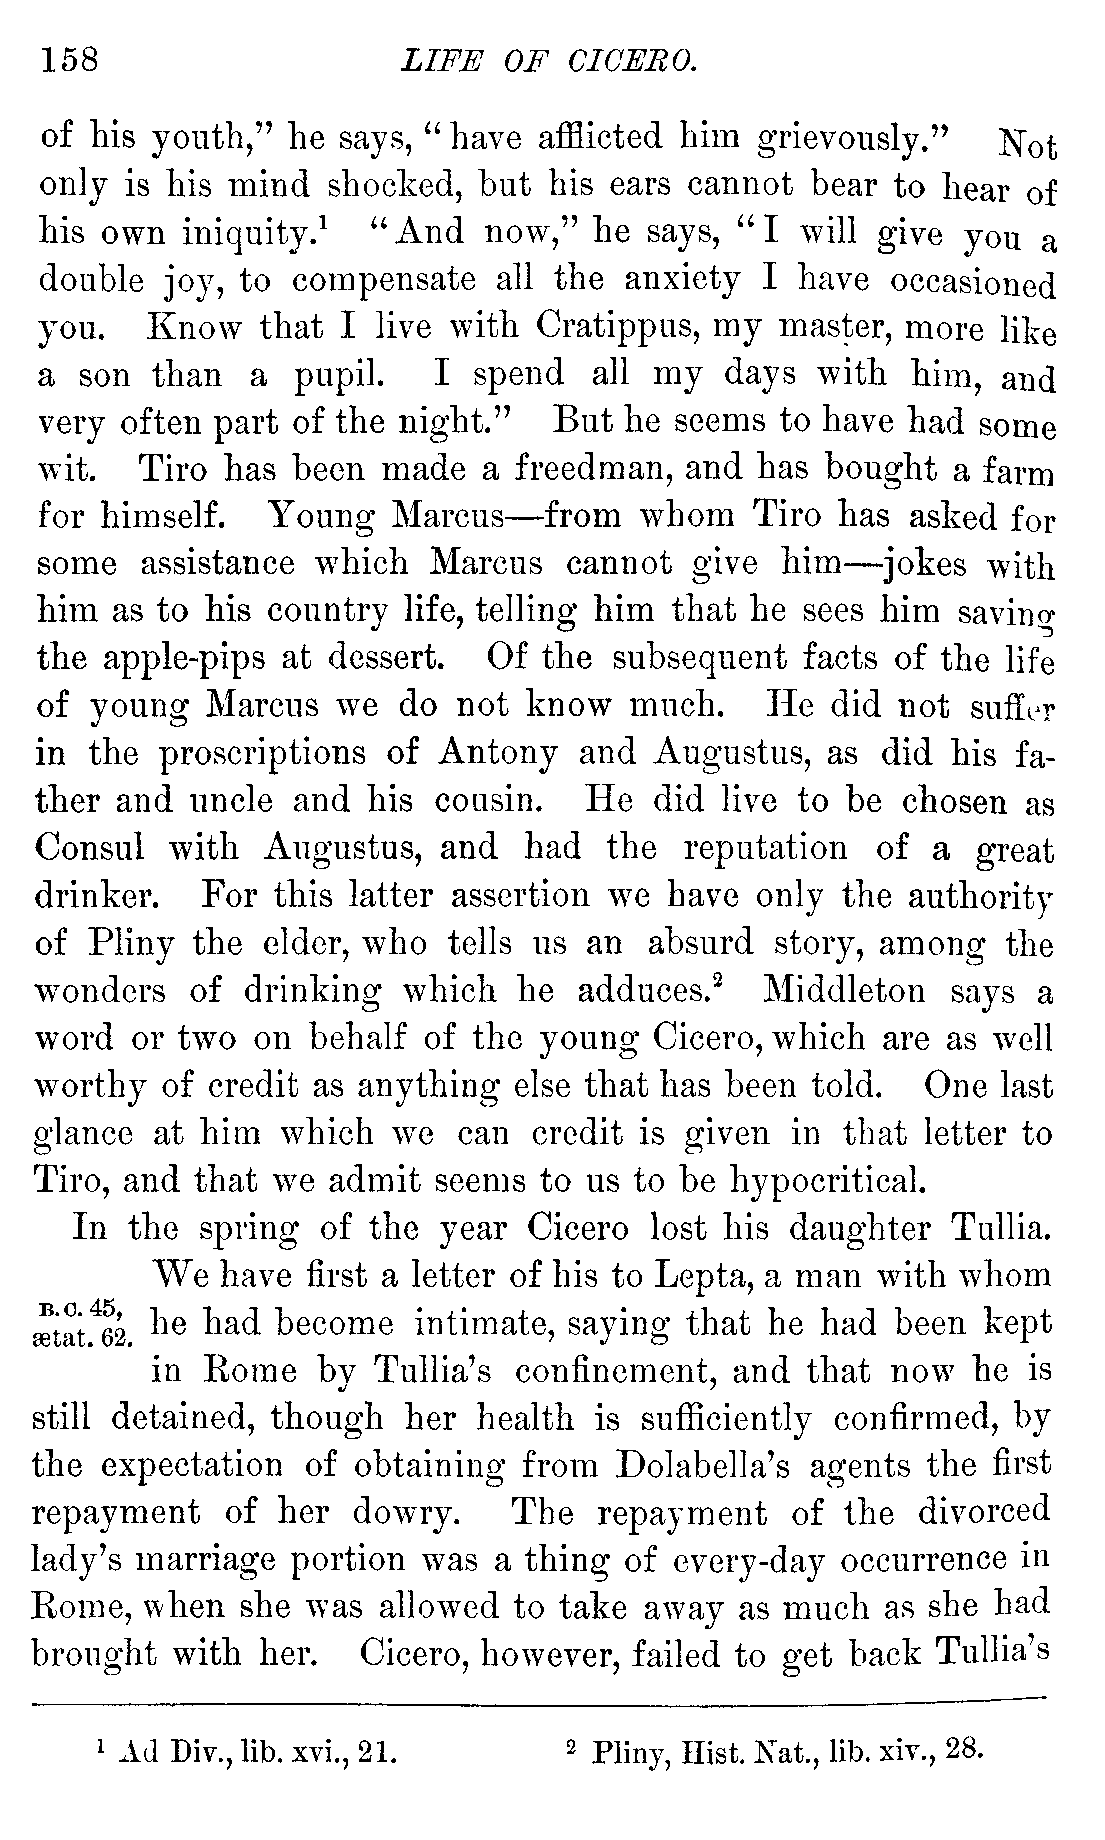 158 LIFE OF CICERO.
of his youth,” he says, “have afflicted him grievously.” Not
only is his mind shocked, but his ears cannot bear to hear of
his own iniquity.¹ “And now,” he says, “I will give you a
double joy, to compensate all the anxiety I have occasioned
you. Know that I live with Cratippus, my master, more like
a son than a pupil. I spend all my days with him, and
very often part of the night.” But he seems to have had some
wit. Tiro has been made a freedman, and has bought a farm
for himself. Young Marcus—from whom Tiro has asked for
some assistance which Marcus cannot give him—jokes with
him as to his country life, telling him that he sees him saving
the apple-pips at dessert. Of the subsequent facts of the life
of young Marcus we do not know much. He did not suffer
in the proscriptions of Antony and Augustus, as did his fa-
ther and uncle and his cousin. He did live to be chosen as
Consul with Augustus, and had the reputation of a great
drinker. For this latter assertion we have only the authority
of Pliny the elder, who tells us an absurd story, among the
wonders of drinking which he adduces.² Middleton says a
word or two on behalf of the young Cicero, which are as well
worthy of credit as anything else that has been told. One last
glance at him which we can credit is given in that letter to
Tiro, and that we admit seems to us to be hypocritical.
In the spring of the year Cicero lost his daughter Tullia.
We have first a letter of his to Lepta, a man with whom
B.C. 45,
ætat. 62.
he had become intimate, saying that he had been kept
in Rome by Tullia’s confinement, and that now he is
still detained, though her health is sufficiently confirmed, by
the expectation of obtaining from Dolabella’s agents the first
repayment of her dowry. The repayment of the divorced
lady’s marriage portion was a thing of every-day occurrence in
Rome, when she was allowed to take away as much as she had
brought with her. Cicero, however, failed to get back Tullia’s
¹ Ad Div., lib. xvi., 21. ² Pliny, Hist. Nat., lib. xiv., 28.